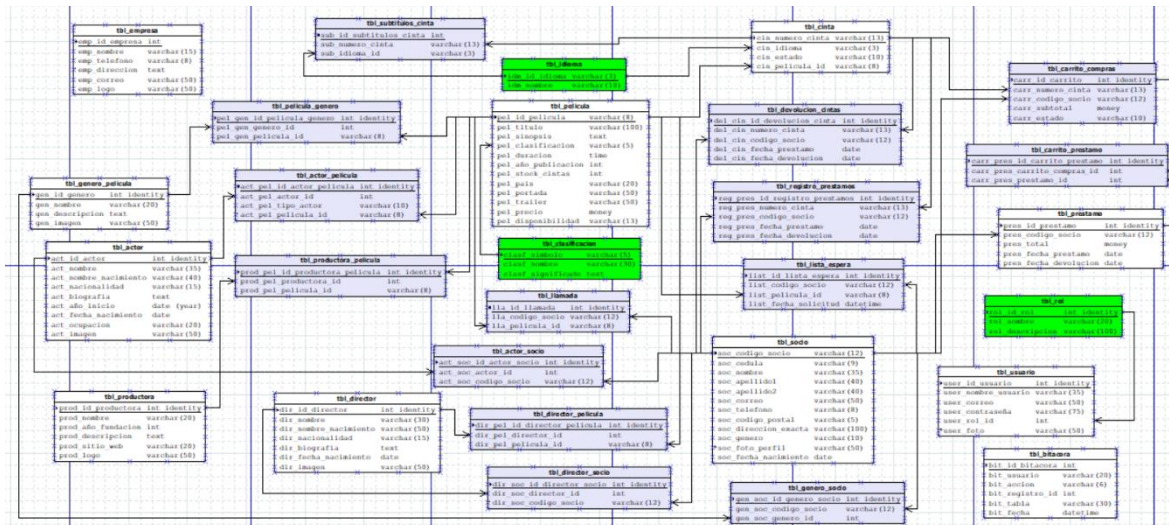 tbl_empresa
emp_id_empresa int
emp_nombre varchar(15)
emp_telefono varchar(8)
emp_direccion text
emp_correo varchar(50)
emp_logo varchar(50)
tbl_subtitulos_cinta
sub_id_subtitulos_cinta int
sub_numero_cinta varchar(13)
sub_idioma_id varchar(3)
tbl_cinta
cin_numero_cinta varchar(13)
cin_idioma varchar(3)
cin_estado varchar(10)
cin_pelicula_id varchar(8)
tbl_idioma
idm_id_idioma varchar(3)
idm_nombre varchar(50)
tbl_carrito_compras
carr_id_carrito int identity
carr_numero_cinta varchar(13)
carr_codigo_socio varchar(12)
carr_subtotal money
carr_estado varchar(10)
tbl_pelicula_genero
pel_gen_id_pelicula_genero int identity
pel_gen_genero_id int
pel_gen_pelicula_id varchar(8)
tbl_pelicula
pel_id_pelicula varchar(8)
pel_titulo varchar(100)
pel_sinopsis text
pel_clasificacion varchar(5)
pel_duracion time
pel_año_publicacion int
pel_stock_cintas int
pel_pais varchar(20)
pel_portada varchar(50)
pel_trailer varchar(50)
pel_precio money
pel_disponibilidad varchar(13)
tbl_devolucion_cintas
del_cin_id_devolucion_cinta int identity
del_cin_numero_cinta varchar(13)
del_cin_codigo_socio varchar(12)
del_cin_fecha_prestamo date
del_cin_fecha_devolucion date
tbl_carrito_prestamo
carr_pres_id_carrito_prestamo int identity
carr_pres_carrito_compras_id int
carr_pres_prestamo_id int
tbl_genero_pelicula
gen_id_genero int identity
gen_nombre varchar(20)
gen_descripcion text
gen_imagen varchar(50)
tbl_actor_pelicula
act_pel_id_actor_pelicula int identity
act_pel_actor_id int
act_pel_tipo_actor varchar(10)
act_pel_pelicula_id varchar(8)
tbl_registro_prestamos
reg_pres_id_registro_prestamos int identity
reg_pres_numero_cinta varchar(13)
reg_pres_codigo_socio varchar(12)
reg_pres_fecha_prestamo date
reg_pres_fecha_devolucion date
tbl_prestamo
pres_id_prestamo int identity
pres_codigo_socio varchar(12)
pres_total money
pres_fecha_prestamo date
pres_fecha_devolucion date
tbl_actor
act_id_actor int identity
act_nombre varchar(35)
act_nombre_nacimiento varchar(40)
act_nacionalidad varchar(15)
act_biografia text
act_año_inicio date (year)
act_fecha_nacimiento date
act_ocupacion varchar(20)
act_imagen varchar(50)
tbl_productora_pelicula
prod_pel_id_productora_pelicula int identity
prod_pel_productora_id int
prod_pel_pelicula_id varchar(8)
tbl_clasificacion
clasf_simbolo varchar(5)
clasf_nombre varchar(30)
clasf_significado text
tbl_lista_espera
list_id_lista_espera int identity
list_codigo_socio varchar(12)
list_pelicula_id varchar(8)
list_fecha_solicitud datetime
tbl_llamada
lla_id_llamada int identity
lla_codigo_socio varchar(12)
lla_pelicula_id varchar(8)
tbl_rol
rol_id_rol int identity
rol_nombre varchar(20)
rol_descripcion varchar(100)
tbl_actor_socio
act_soc_id_actor_socio int identity
act_soc_actor_id int
act_soc_codigo_socio varchar(12)
tbl_socio
soc_codigo_socio varchar(12)
soc_cedula varchar(9)
soc_nombre varchar(35)
soc_apellido1 varchar(40)
soc_apellido2 varchar(40)
soc_correo varchar(50)
soc_telefono varchar(8)
soc_codigo_postal varchar(5)
soc_direccion_exacta varchar(100)
soc_genero varchar(10)
soc_foto_perfil varchar(50)
soc_fecha_nacimiento date
tbl_usuario
user_id_usuario int identity
user_nombre_usuario varchar(35)
user_correo varchar(50)
user_contraseña varchar(75)
user_rol_id int
user_foto varchar(50)
tbl_productora
prod_id_productora int identity
prod_nombre varchar(20)
prod_año_fundacion int
prod_descripcion text
prod_sitio_web varchar(20)
prod_logo varchar(50)
tbl_director
dir_id_director int identity
dir_nombre varchar(30)
dir_nombre_nacimiento varchar(50)
dir_nacionalidad varchar(15)
dir_biografia text
dir_fecha_nacimiento date
dir_imagen varchar(50)
tbl_director_pelicula
dir_pel_id_director_pelicula int identity
dir_pel_director_id int
dir_pel_pelicula_id varchar(8)
tbl_director_socio
dir_soc_id_director_socio int identity
dir_soc_director_id int
dir_soc_codigo_socio varchar(12)
tbl_genero_socio
gen_soc_id_genero_socio int identity
gen_soc_codigo_socio varchar(12)
gen_soc_genero_id int
tbl_bitacora
bit_id_bitacora int
bit_usuario varchar(20)
bit_accion varchar(6)
bit_registro_id int
bit_tabla varchar(30)
bit_fecha datetime